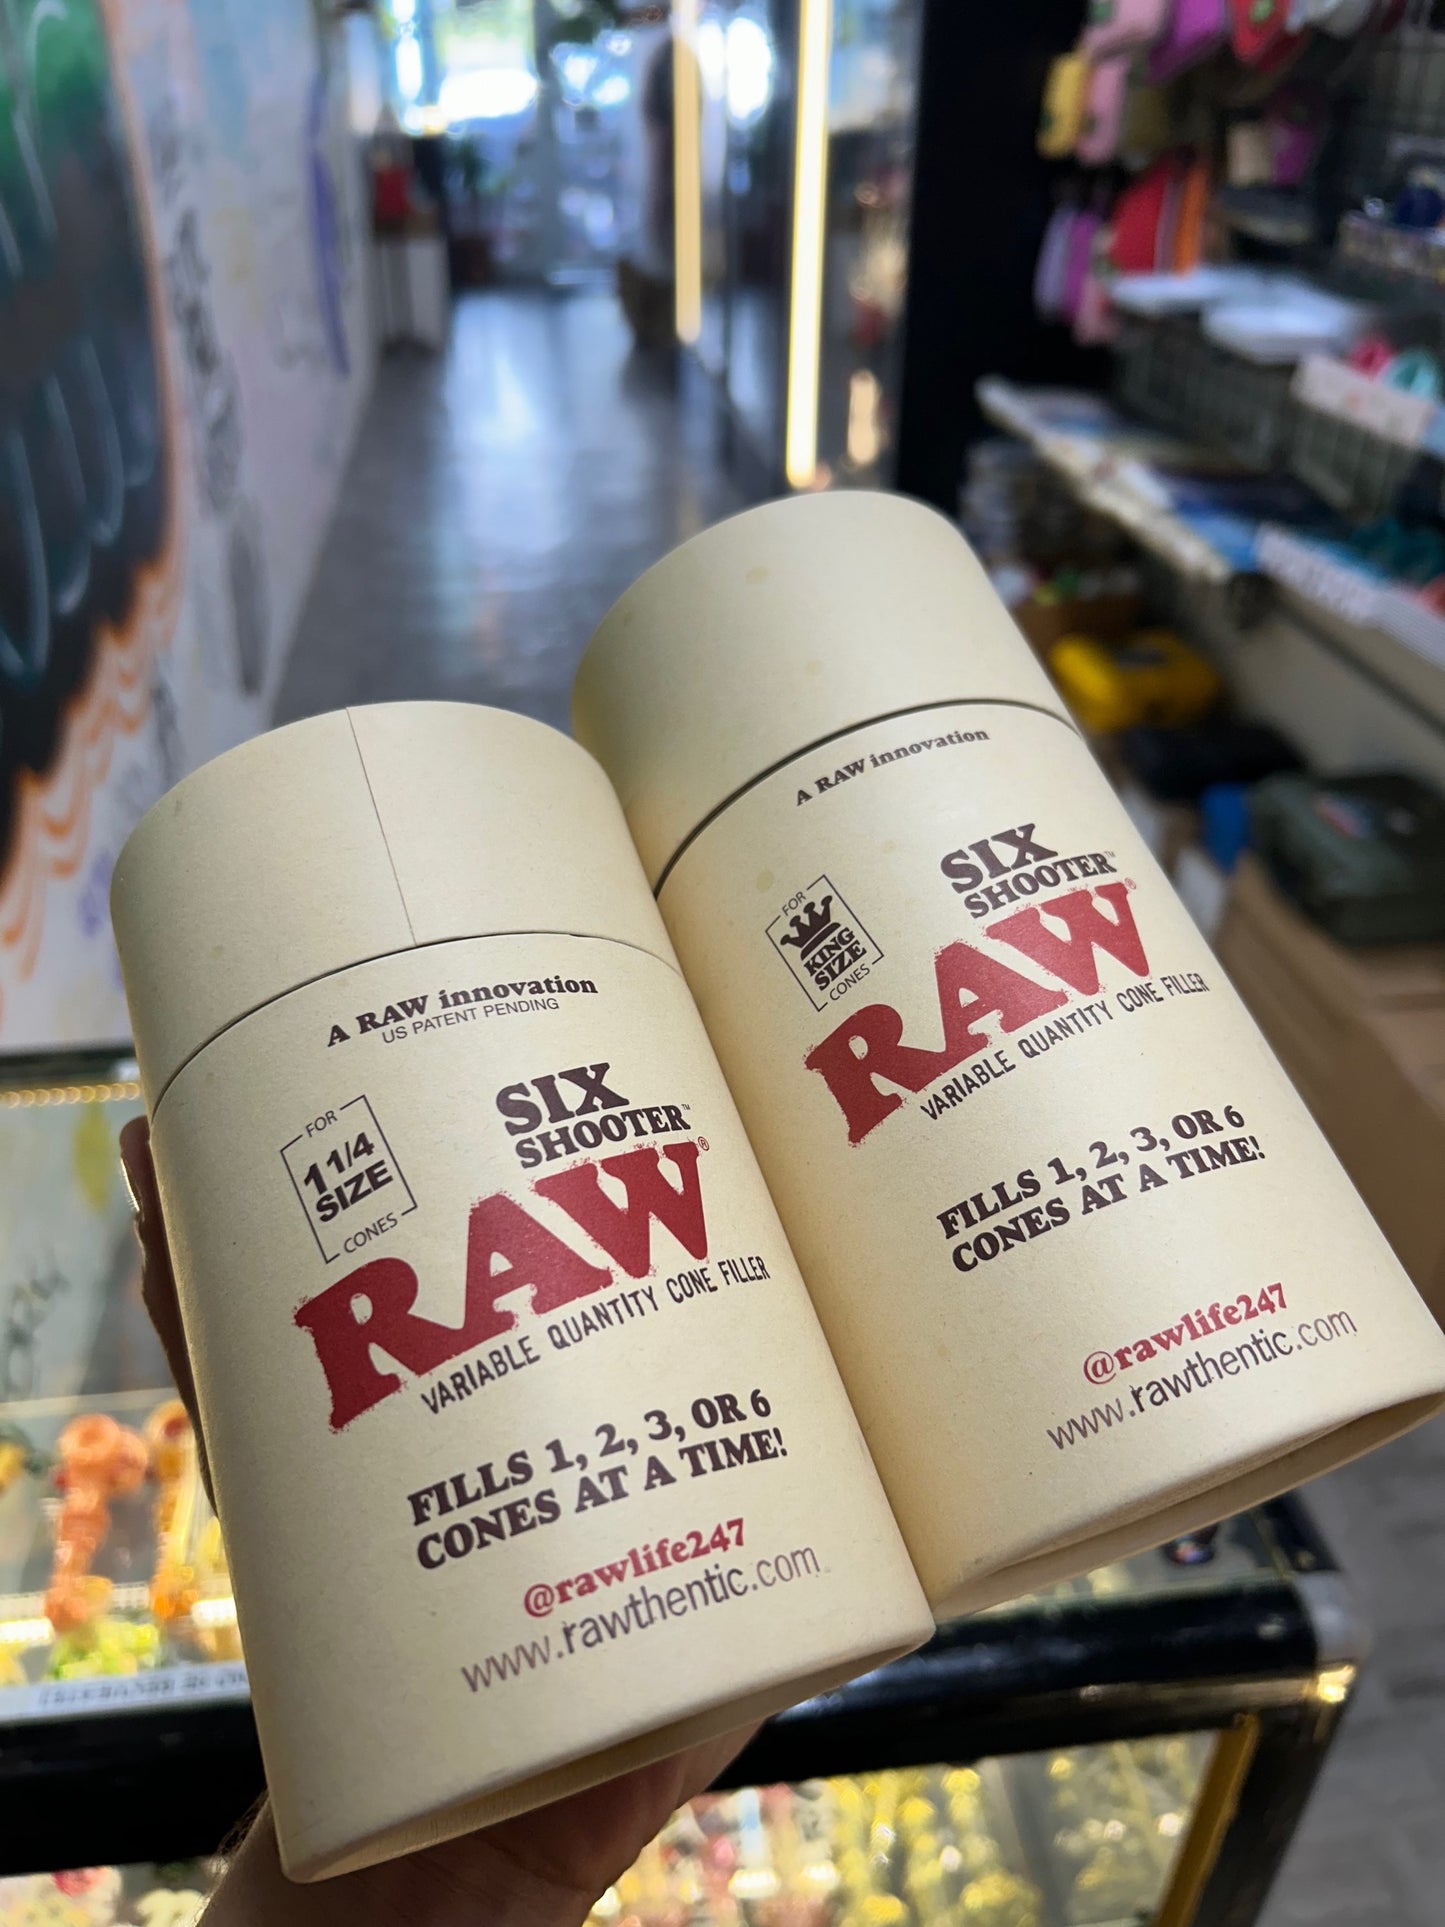 A RAW innovation
US PATENT PENDING
FOR
1 1/4
SIZE
CONES
SIX
SHOOTER™
RAW®
VARIABLE QUANTITY CONE FILLER
FILLS 1, 2, 3, OR 6
CONES AT A TIME!
@rawlife247
www.rawthentic.com
A RAW innovation
FOR
KING
SIZE
CONES
SIX
SHOOTER™
RAW®
VARIABLE QUANTITY CONE FILLER
FILLS 1, 2, 3, OR 6
CONES AT A TIME!
@rawlife247
www.rawthentic.com